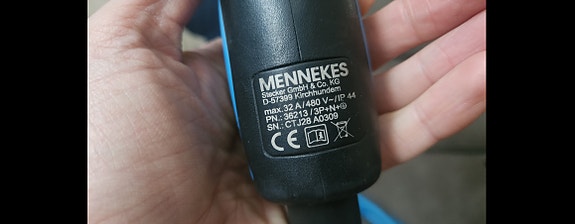 MENNEKES
Stecker GmbH & Co. KG
D-57399 Kirchhundem
max. 32 A / 480 V~ / IP 44
PN.: 36213 / 3P+N+⏚
SN.: CTJ28 A0309
CE